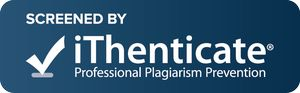 SCREENED BY
iThenticate®
Professional Plagiarism Prevention